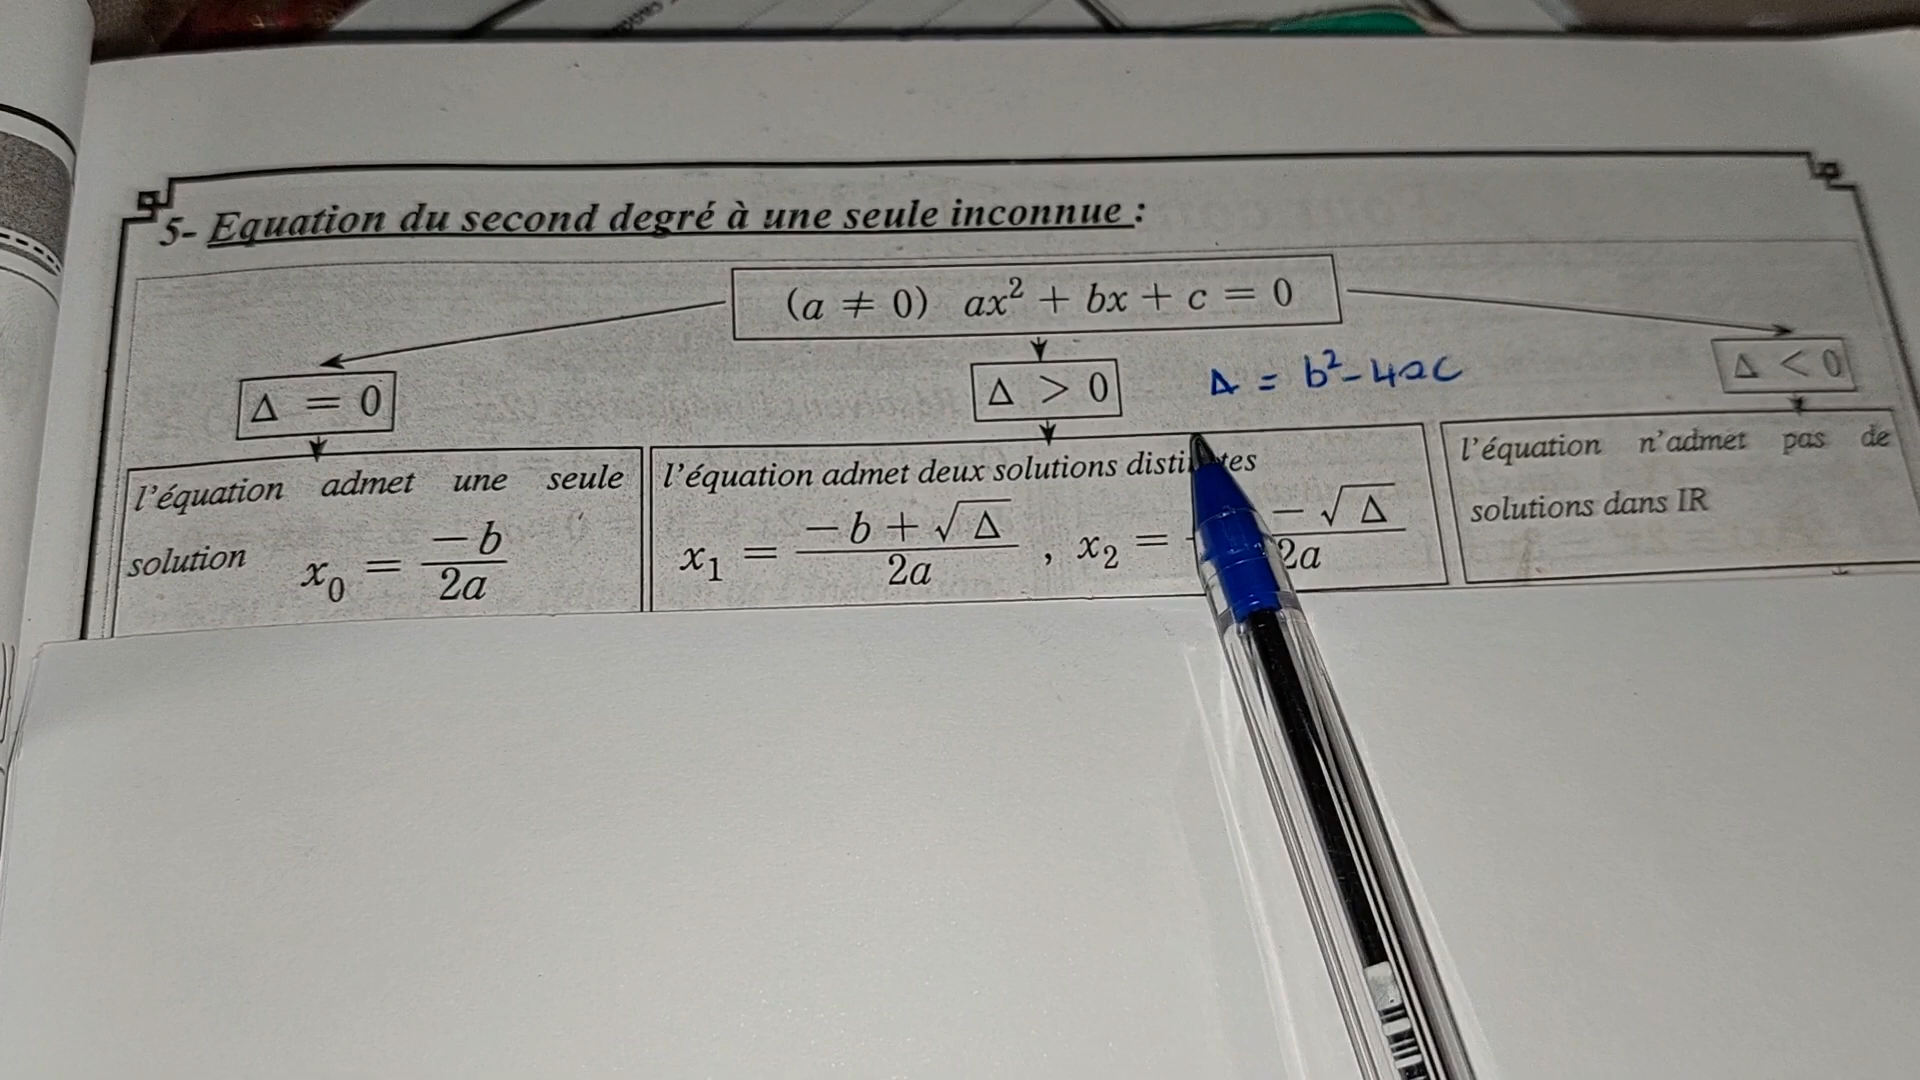 5- Equation du second degré à une seule inconnue :
(a ≠ 0) ax² + bx + c = 0
Δ = 0
Δ > 0
Δ = b² - 4ac
Δ < 0
l'équation admet une seule
solution x₀ = -b / 2a
l'équation admet deux solutions
x₁ = (-b + √Δ) / 2a , x₂ = - √Δ / 2a
l'équation n'admet pas de
solutions dans IR